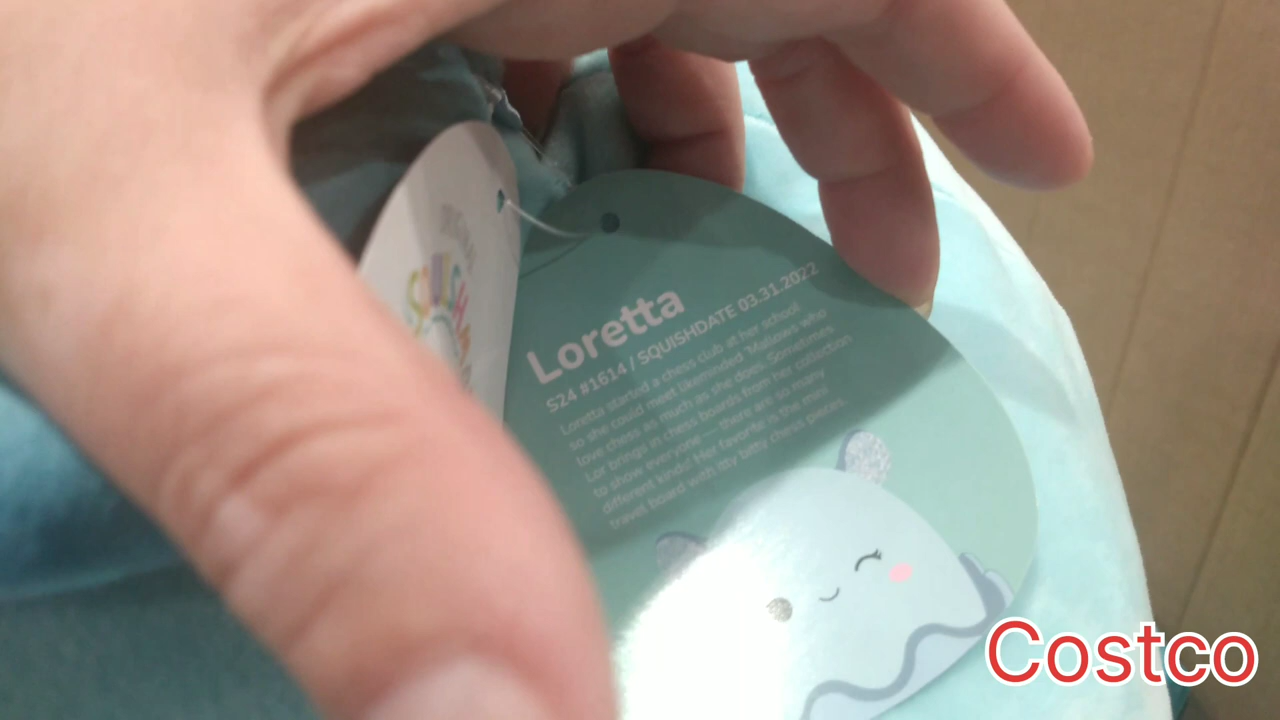 SQUISHM
Loretta
S24 #1614 / SQUISHDATE 03.31.2022
Loretta started a chess club at her school
so she could meet likeminded 'Mallows who
love chess as much as she does. Sometimes
Lor brings in chess boards from her collection
to show everyone — there are so many
different kinds! Her favorite is the mini
travel board with itty bitty chess pieces.
Costco